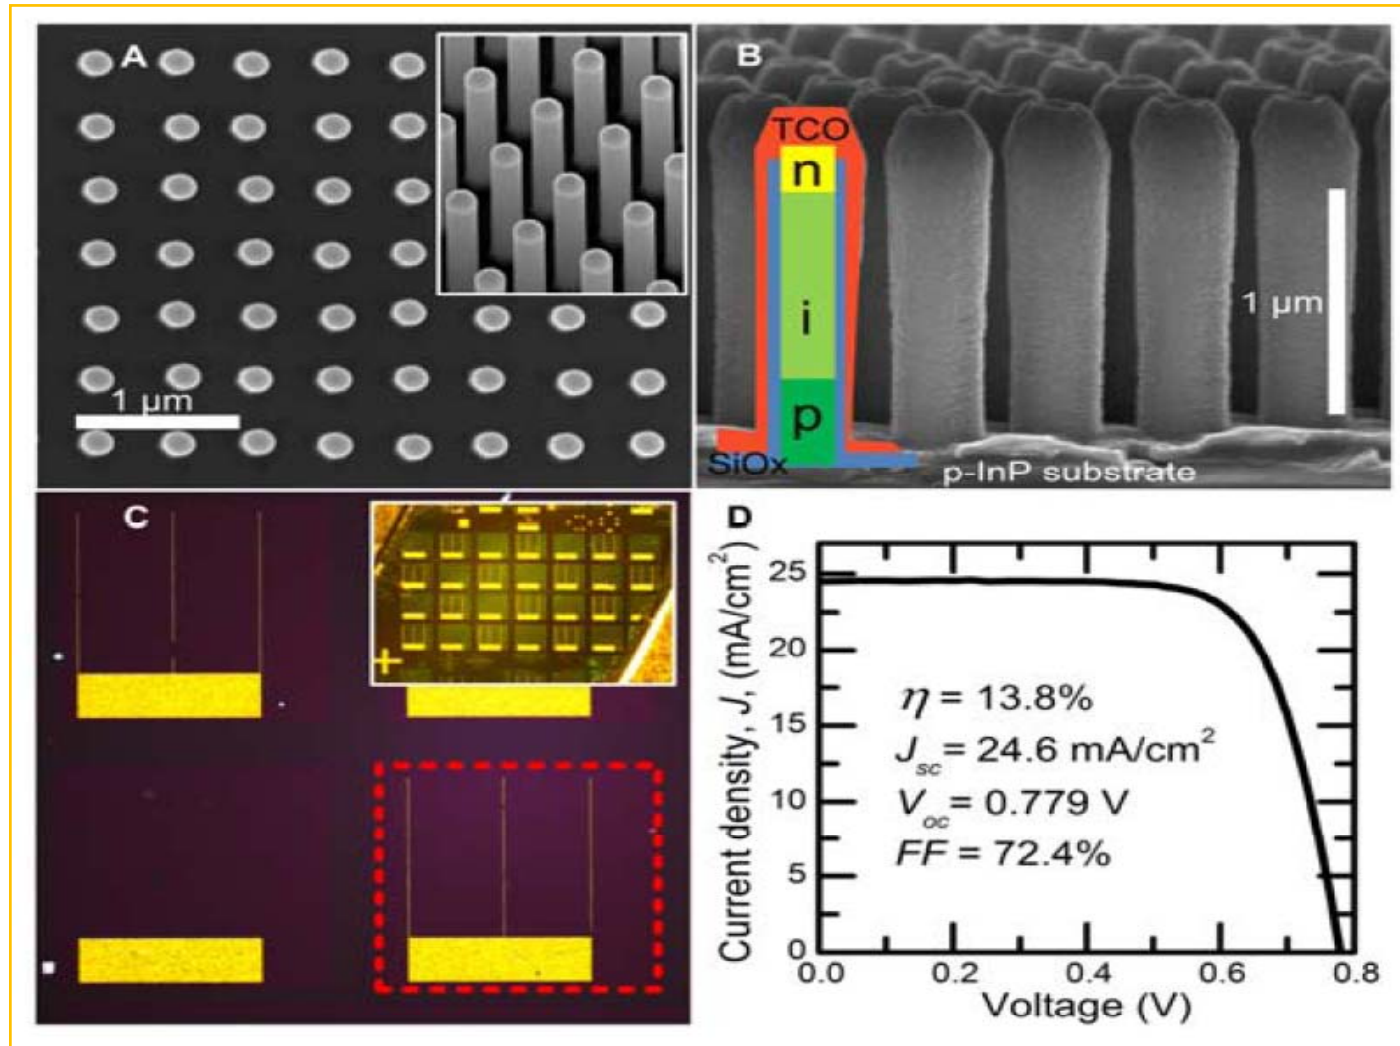 A
1 μm
B
TCO
n
i
p
SiOx
1 μm
p-InP substrate
C
D
Current density, J, (mA/cm²)
25
20
15
10
5
0
η = 13.8%
Jsc = 24.6 mA/cm²
Voc = 0.779 V
FF = 72.4%
0.0 0.2 0.4 0.6 0.8
Voltage (V)